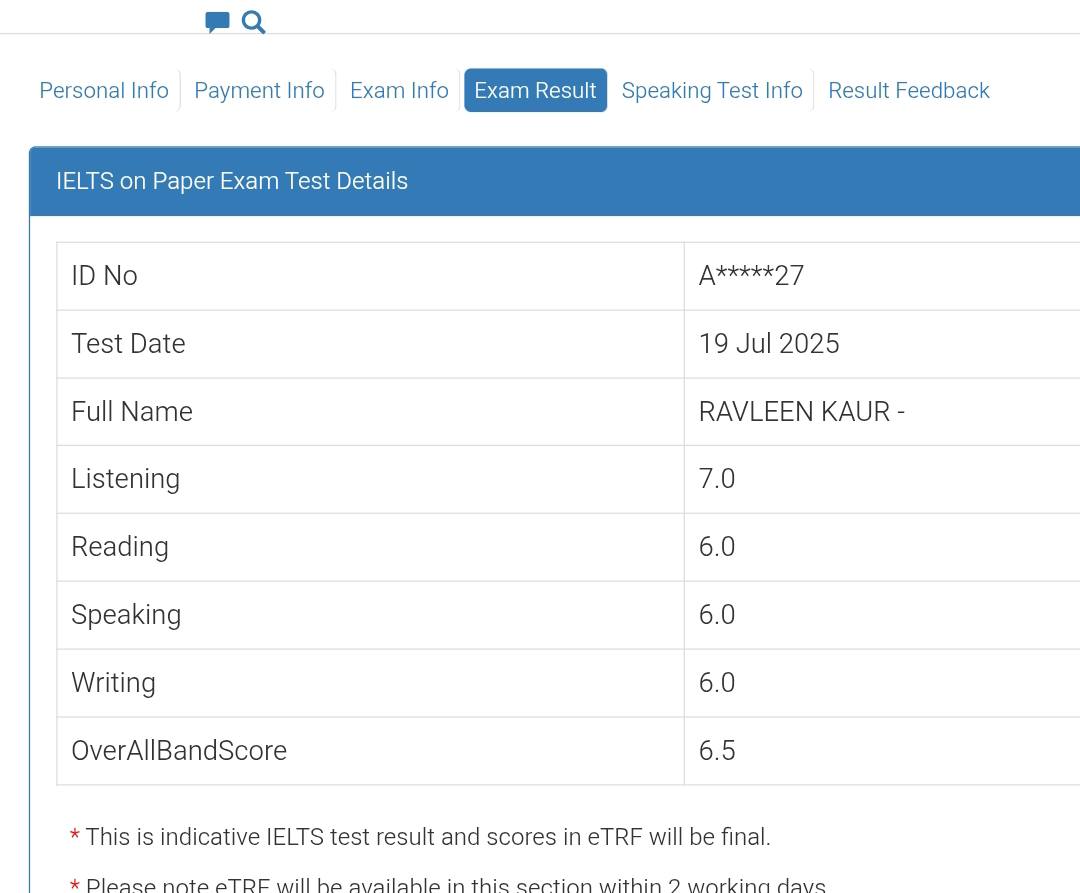 Personal Info Payment Info Exam Info Exam Result Speaking Test Info Result Feedback
IELTS on Paper Exam Test Details
ID No A*****27
Test Date 19 Jul 2025
Full Name RAVLEEN KAUR -
Listening 7.0
Reading 6.0
Speaking 6.0
Writing 6.0
OverAllBandScore 6.5
* This is indicative IELTS test result and scores in eTRF will be final.
* Please note eTRF will be available in this section within 2 working days